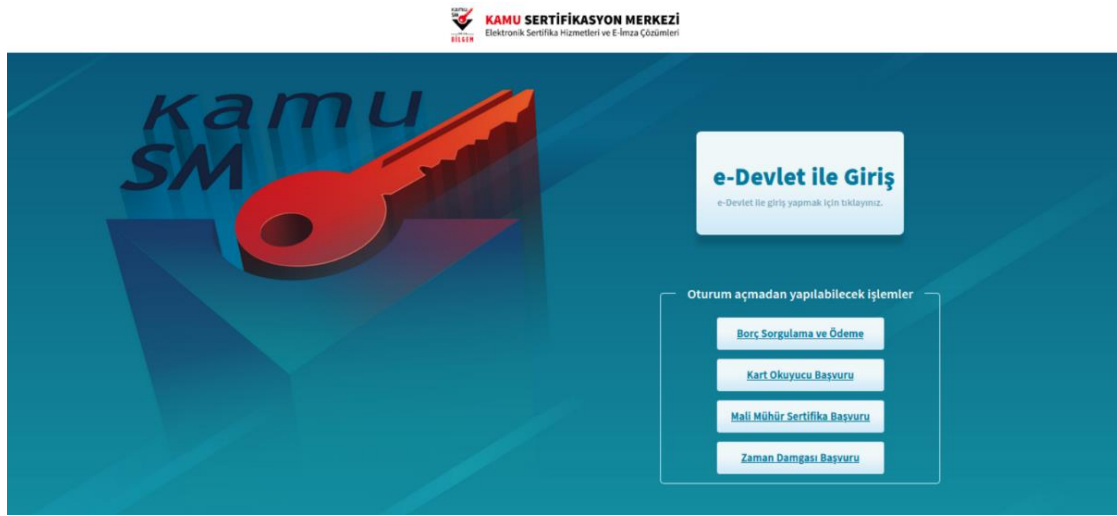 KAMU SERTİFİKASYON MERKEZİ
Elektronik Sertifika Hizmetleri ve E-İmza Çözümleri
kamu
SM
BİLGEM
kamu
SM
e-Devlet ile Giriş
e-Devlet ile giriş yapmak için tıklayınız.
Oturum açmadan yapılabilecek işlemler
Borç Sorgulama ve Ödeme
Kart Okuyucu Başvuru
Mali Mühür Sertifika Başvuru
Zaman Damgası Başvuru